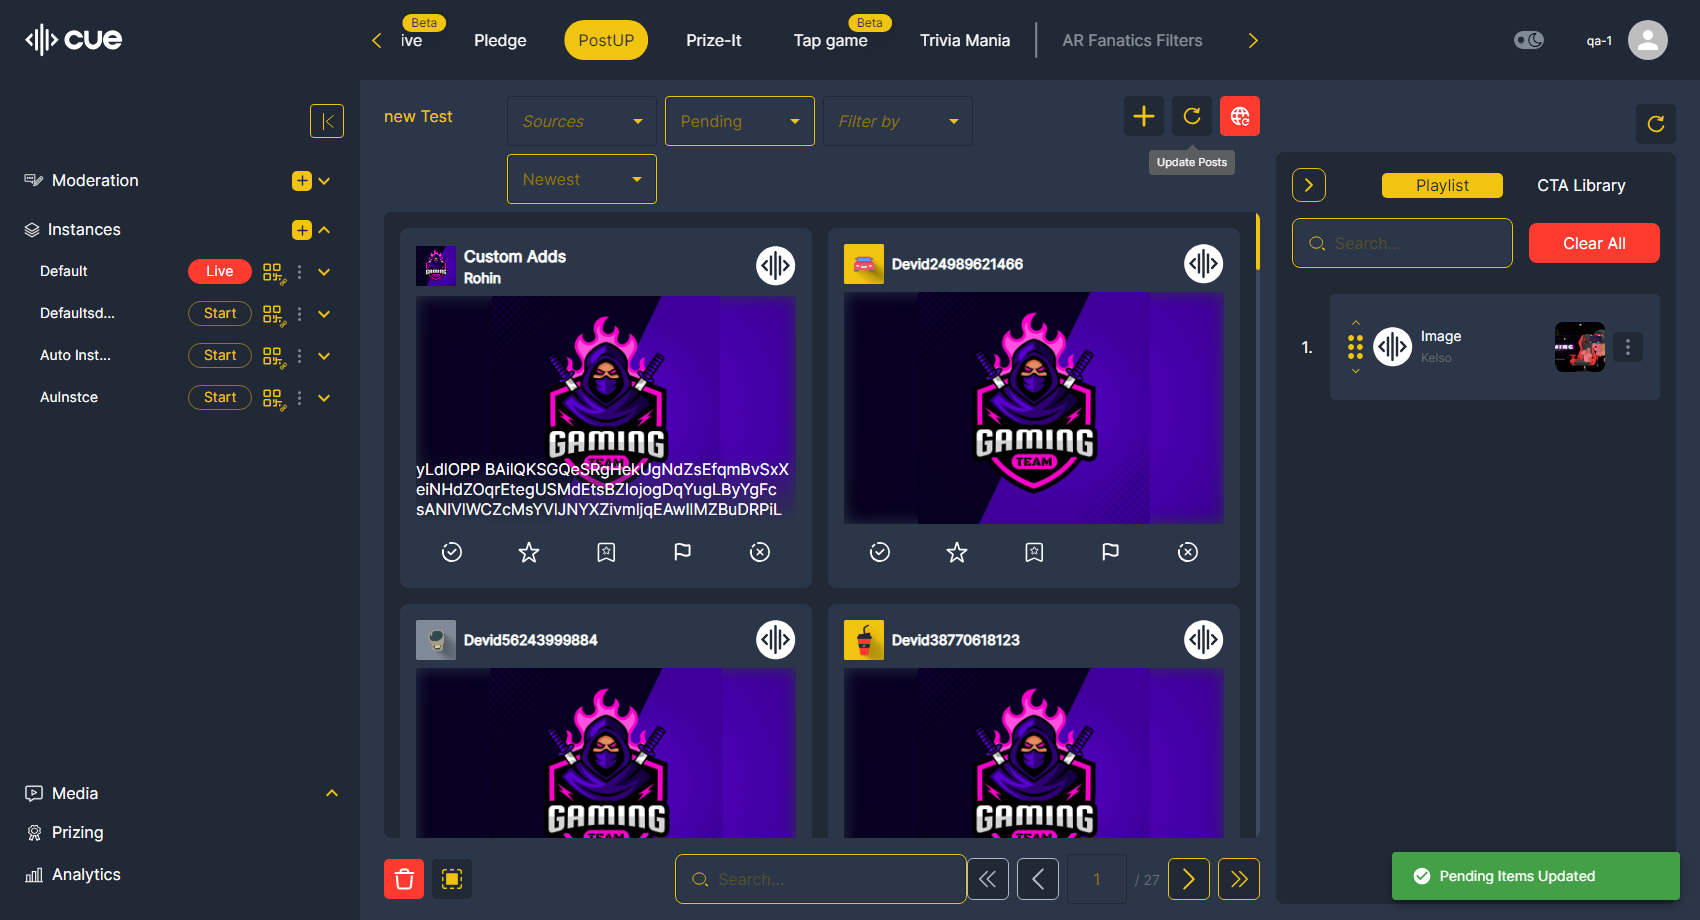 cue
Beta
ive
Pledge
PostUP
Prize-It
Beta
Tap game
Trivia Mania
AR Fanatics Filters
qa-1
Moderation
Instances
Default
Live
Defaultsd...
Start
Auto Inst...
Start
AuInstce
Start
Media
Prizing
Analytics
new Test
Sources
Pending
Filter by
Newest
Update Posts
Custom Adds
Rohin
GAMING
TEAM
yLdIOPP BAilQKSGQeSRgHekUgNdZsEfqmBvSxX
eiNHdZOqrEtegUSMdEtsBZIojogDqYugLByYgFc
sANIVIWCZcMsYVIJNYXZivmIjqEAwIIMZBuDRPiL
Devid24989621466
GAMING
TEAM
Devid56243999884
GAMING
TEAM
Devid38770618123
GAMING
TEAM
Search...
1
/ 27
Playlist
CTA Library
Search...
Clear All
1.
Image
Kelso
Pending Items Updated